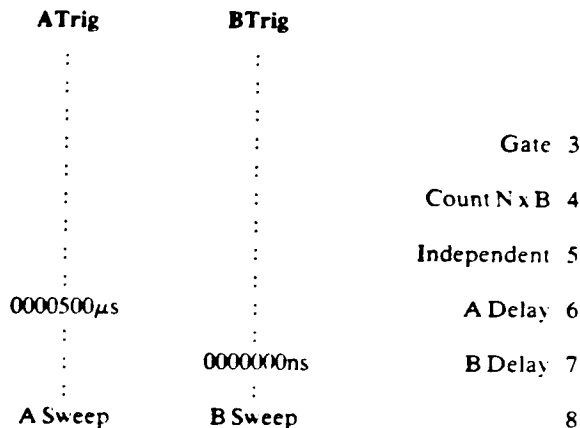 ATrig BTrig
: :
: :
: :
: : Gate 3
: :
: : Count N x B 4
: :
: : Independent 5
: :
0000500μs : A Delay 6
: :
: 0000000ns B Delay 7
: :
A Sweep B Sweep 8